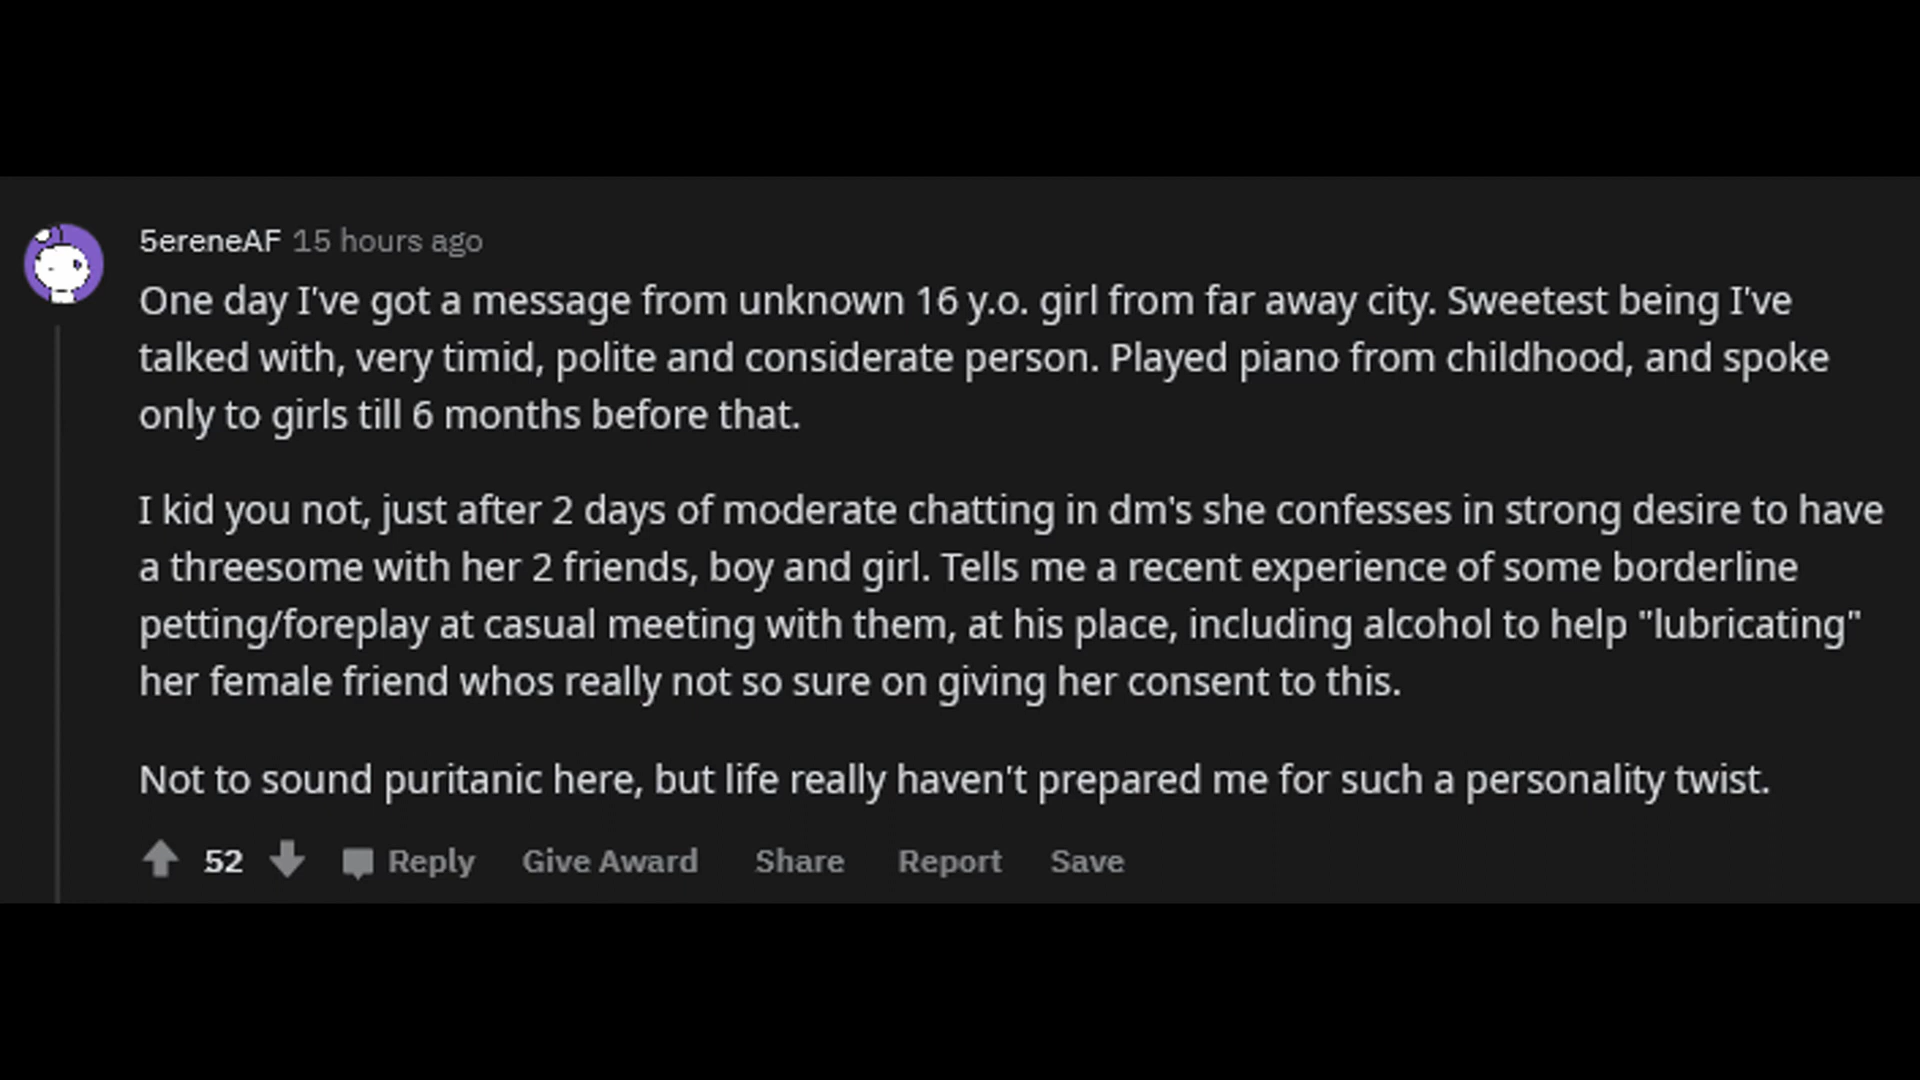 5ereneAF 15 hours ago
One day I've got a message from unknown 16 y.o. girl from far away city. Sweetest being I've
talked with, very timid, polite and considerate person. Played piano from childhood, and spoke
only to girls till 6 months before that.
I kid you not, just after 2 days of moderate chatting in dm's she confesses in strong desire to have
a threesome with her 2 friends, boy and girl. Tells me a recent experience of some borderline
petting/foreplay at casual meeting with them, at his place, including alcohol to help "lubricating"
her female friend whos really not so sure on giving her consent to this.
Not to sound puritanic here, but life really haven't prepared me for such a personality twist.
52 Reply Give Award Share Report Save